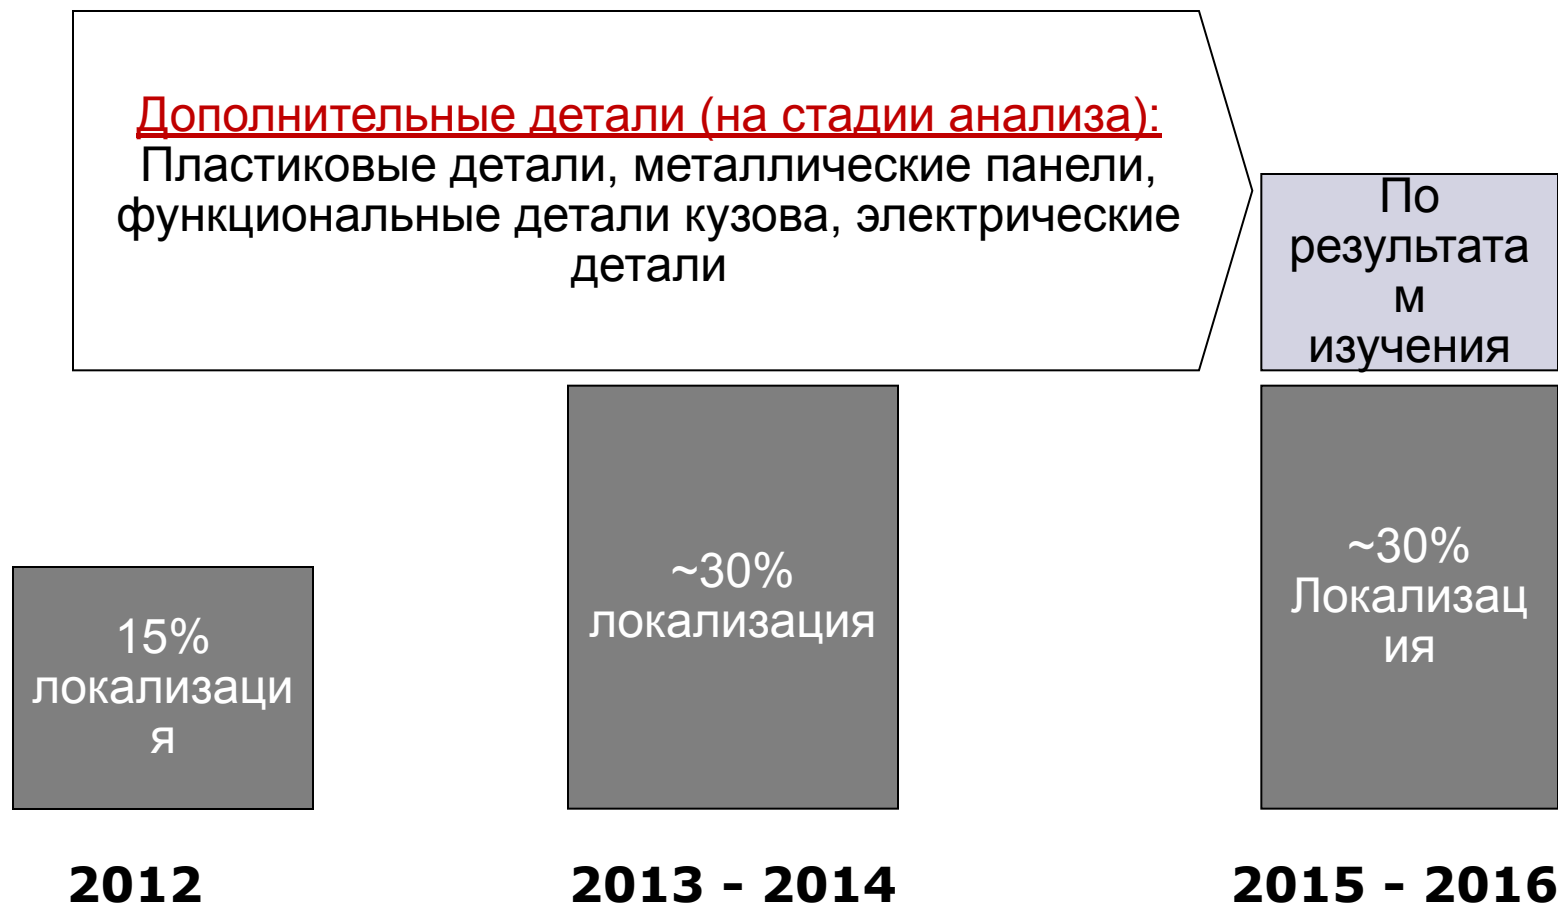 Дополнительные детали (на стадии анализа):
Пластиковые детали, металлические панели,
функциональные детали кузова, электрические
детали
По
результата
м
изучения
15%
локализаци
я
~30%
локализация
~30%
Локализац
ия
2012
2013 - 2014
2015 - 2016